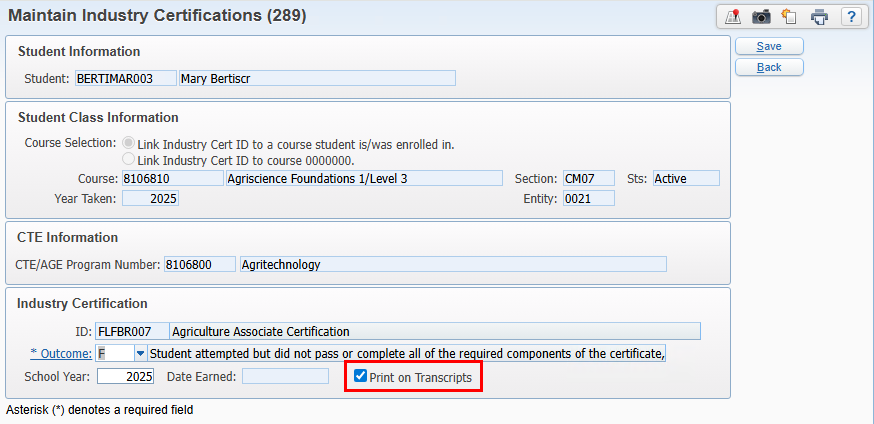 Maintain Industry Certifications (289)
?
Save
Back
Student Information
Student: BERTIMAR003 Mary Bertiscr
Student Class Information
Course Selection: Link Industry Cert ID to a course student is/was enrolled in.
Link Industry Cert ID to course 0000000.
Course: 8106810 Agriscience Foundations 1/Level 3 Section: CM07 Sts: Active
Year Taken: 2025 Entity: 0021
CTE Information
CTE/AGE Program Number: 8106800 Agritechnology
Industry Certification
ID: FLFBR007 Agriculture Associate Certification
* Outcome: F Student attempted but did not pass or complete all of the required components of the certificate,
School Year: 2025 Date Earned: Print on Transcripts
Asterisk (*) denotes a required field